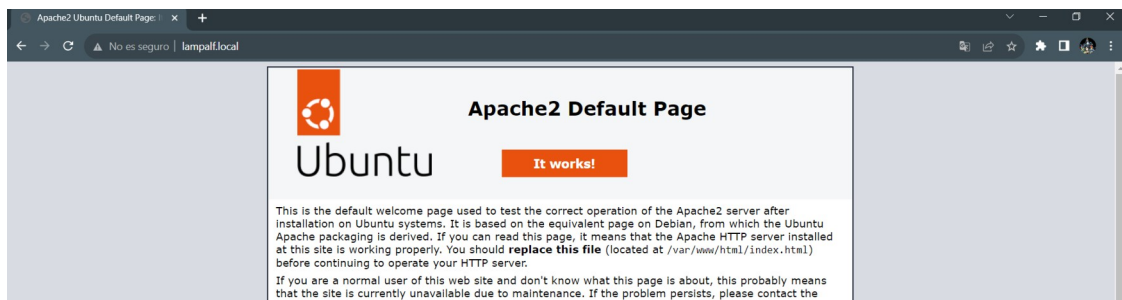 Apache2 Ubuntu Default Page:
No es seguro | lampalf.local
Apache2 Default Page
Ubuntu
It works!
This is the default welcome page used to test the correct operation of the Apache2 server after
installation on Ubuntu systems. It is based on the equivalent page on Debian, from which the Ubuntu
Apache packaging is derived. If you can read this page, it means that the Apache HTTP server installed
at this site is working properly. You should replace this file (located at /var/www/html/index.html)
before continuing to operate your HTTP server.
If you are a normal user of this web site and don't know what this page is about, this probably means
that the site is currently unavailable due to maintenance. If the problem persists, please contact the